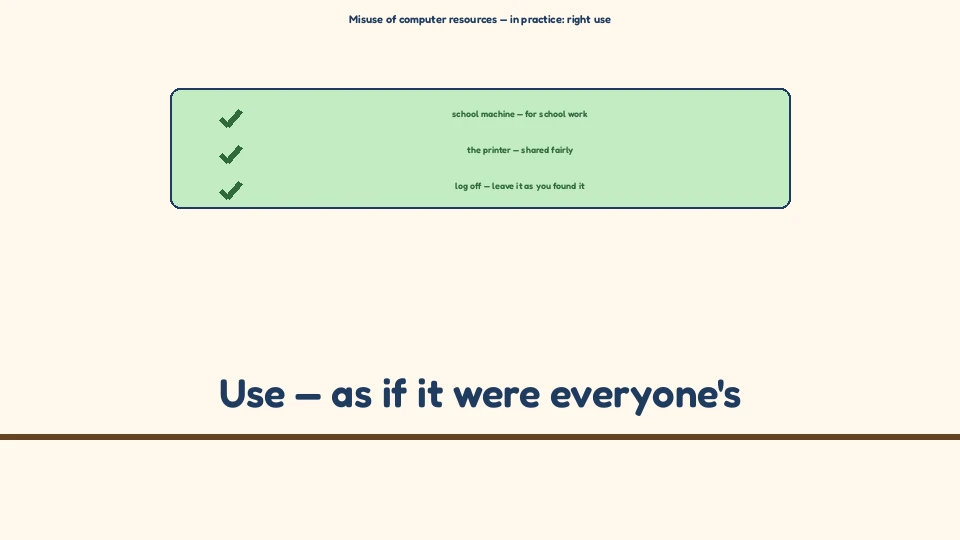 Misuse of computer resources — in practice: right use
school machine — for school work
the printer — shared fairly
log off — leave it as you found it
Use — as if it were everyone's